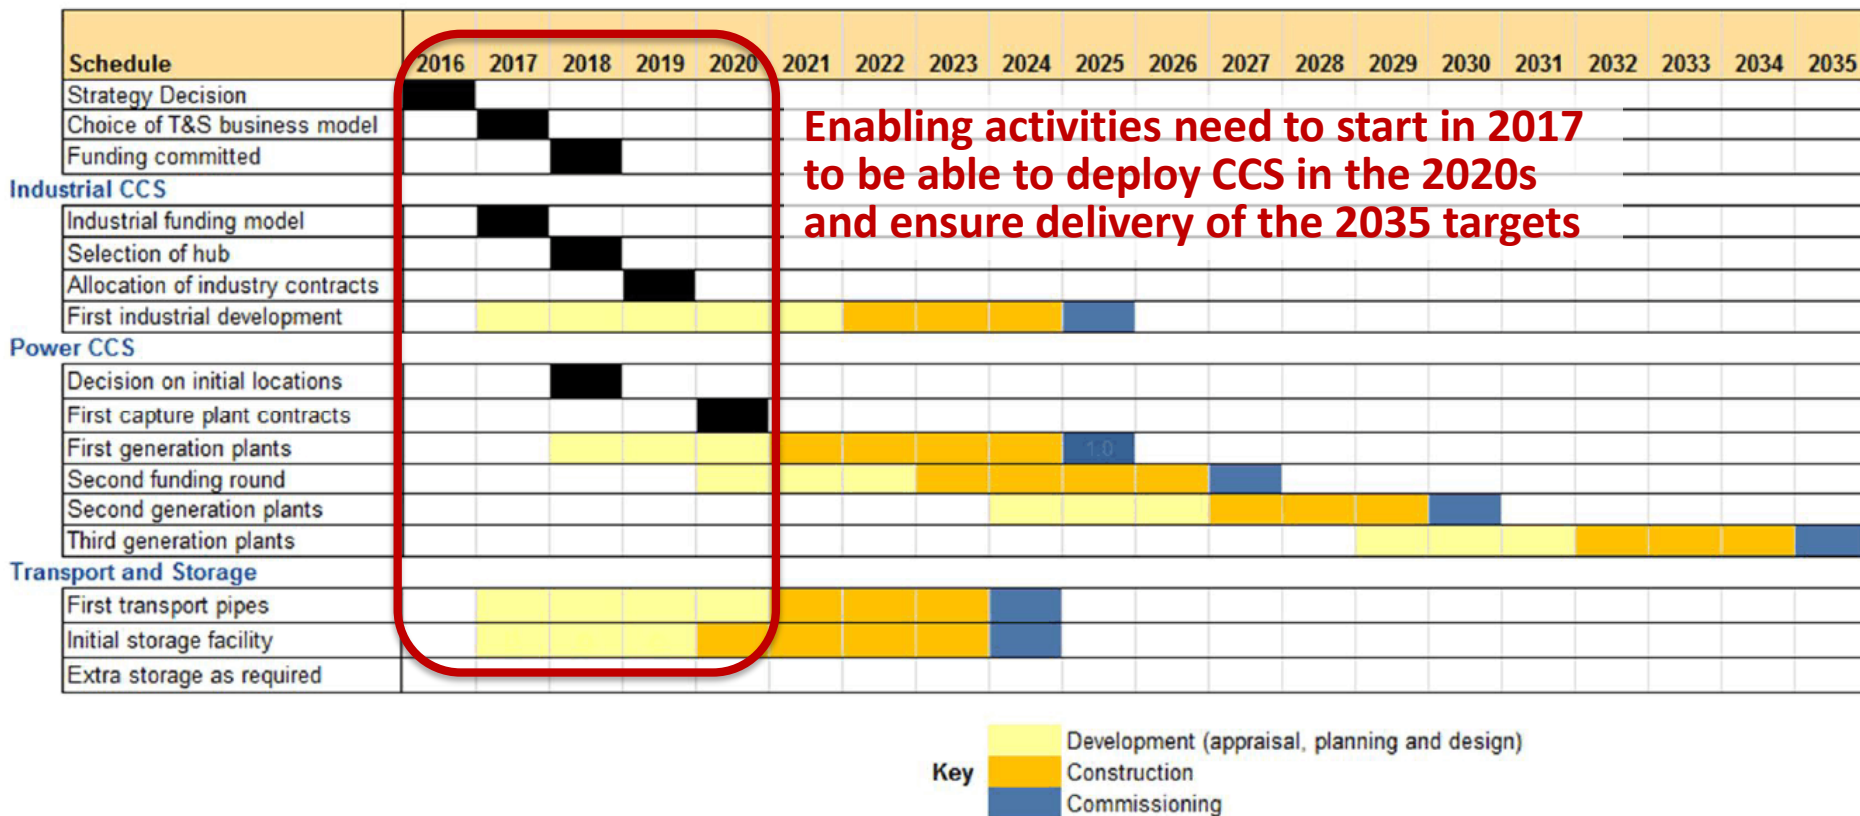 Schedule 2016 2017 2018 2019 2020 2021 2022 2023 2024 2025 2026 2027 2028 2029 2030 2031 2032 2033 2034 2035
Strategy Decision
Choice of T&S business model
Funding committed
Enabling activities need to start in 2017
to be able to deploy CCS in the 2020s
and ensure delivery of the 2035 targets
Industrial CCS
Industrial funding model
Selection of hub
Allocation of industry contracts
First industrial development
Power CCS
Decision on initial locations
First capture plant contracts
First generation plants 1.0
Second funding round
Second generation plants
Third generation plants
Transport and Storage
First transport pipes
Initial storage facility
Extra storage as required
Key
Development (appraisal, planning and design)
Construction
Commissioning